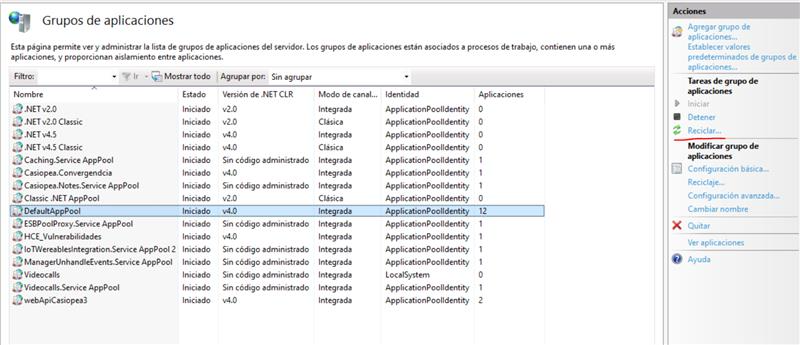 Grupos de aplicaciones
Esta página permite ver y administrar la lista de grupos de aplicaciones del servidor. Los grupos de aplicaciones están asociados a procesos de trabajo, contienen una o más
aplicaciones, y proporcionan aislamiento entre aplicaciones.
Filtro: Ir Mostrar todo Agrupar por: Sin agrupar
Nombre Estado Versión de .NET CLR Modo de canal... Identidad Aplicaciones
.NET v2.0 Iniciado v2.0 Integrada ApplicationPoolIdentity 0
.NET v2.0 Classic Iniciado v2.0 Clásica ApplicationPoolIdentity 0
.NET v4.5 Iniciado v4.0 Integrada ApplicationPoolIdentity 0
.NET v4.5 Classic Iniciado v4.0 Clásica ApplicationPoolIdentity 0
Caching.Service AppPool Iniciado Sin código administrado Integrada ApplicationPoolIdentity 1
Casiopea.Convergendcia Iniciado v4.0 Integrada ApplicationPoolIdentity 1
Casiopea.Notes.Service AppPool Iniciado Sin código administrado Integrada ApplicationPoolIdentity 1
Classic .NET AppPool Iniciado v2.0 Clásica ApplicationPoolIdentity 0
DefaultAppPool Iniciado v4.0 Integrada ApplicationPoolIdentity 12
ESBPoolProxy.Service AppPool Iniciado Sin código administrado Integrada ApplicationPoolIdentity 1
HCE_Vulnerabilidades Iniciado v4.0 Integrada ApplicationPoolIdentity 1
IoTWereablesIntegration.Service AppPool 2 Iniciado Sin código administrado Integrada ApplicationPoolIdentity 1
ManagerUnhandleEvents.Service AppPool Iniciado Sin código administrado Integrada ApplicationPoolIdentity 1
Videocalls Iniciado Sin código administrado Integrada LocalSystem 0
Videocalls.Service AppPool Iniciado Sin código administrado Integrada ApplicationPoolIdentity 1
webApiCasiopea3 Iniciado v4.0 Integrada ApplicationPoolIdentity 2
Acciones
Agregar grupo de
aplicaciones...
Establecer valores
predeterminados de grupos de
aplicaciones...
Tareas de grupo de
aplicaciones
Iniciar
Detener
Reciclar...
Modificar grupo de
aplicaciones
Configuración básica...
Reciclaje...
Configuración avanzada...
Cambiar nombre
Quitar
Ver aplicaciones
Ayuda